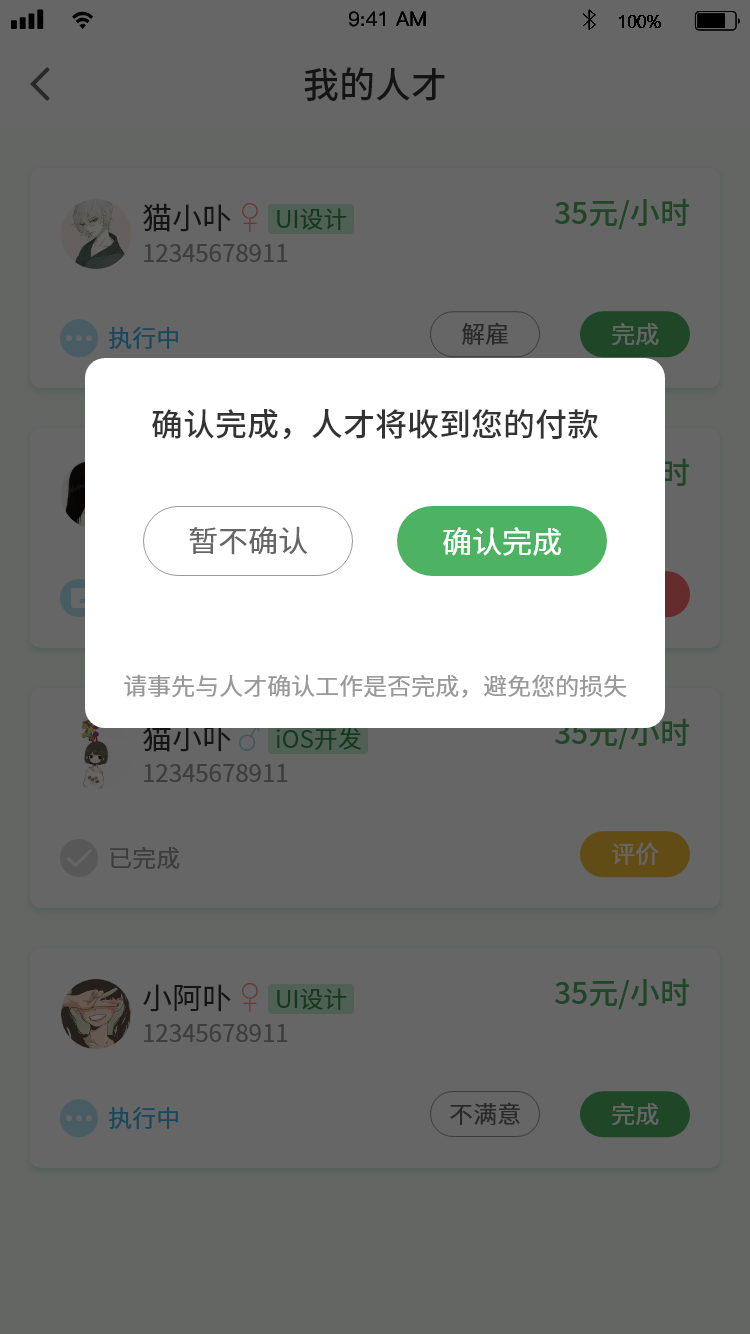 9:41 AM
100%
我的人才
猫小卟
UI设计
35元/小时
12345678911
执行中
解雇
完成
确认完成，人才将收到您的付款
时
暂不确认
确认完成
请事先与人才确认工作是否完成，避免您的损失
猫小卟
iOS开发
35元/小时
12345678911
已完成
评价
小阿卟
UI设计
35元/小时
12345678911
执行中
不满意
完成